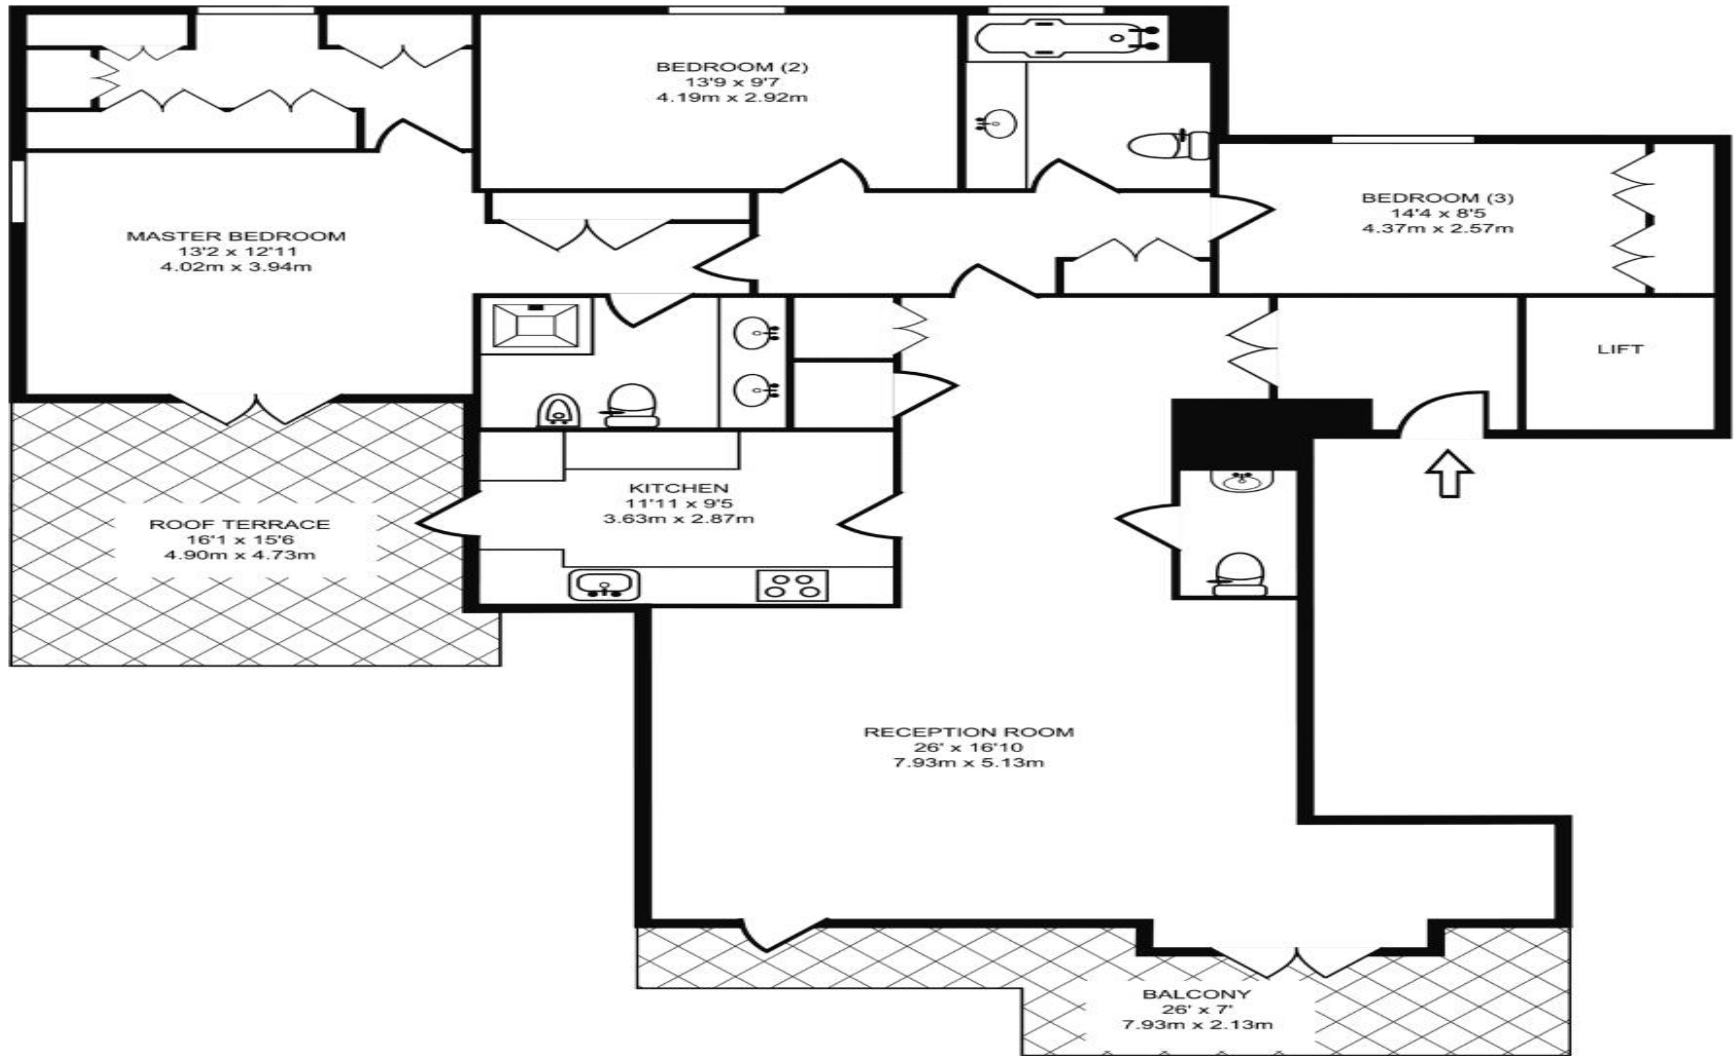 BEDROOM (2)
13'9 x 9'7
4.19m x 2.92m
BEDROOM (3)
14'4 x 8'5
4.37m x 2.57m
MASTER BEDROOM
13'2 x 12'11
4.02m x 3.94m
LIFT
KITCHEN
11'11 x 9'5
3.63m x 2.87m
ROOF TERRACE
16'1 x 15'6
4.90m x 4.73m
RECEPTION ROOM
26' x 16'10
7.93m x 5.13m
BALCONY
26' x 7'
7.93m x 2.13m